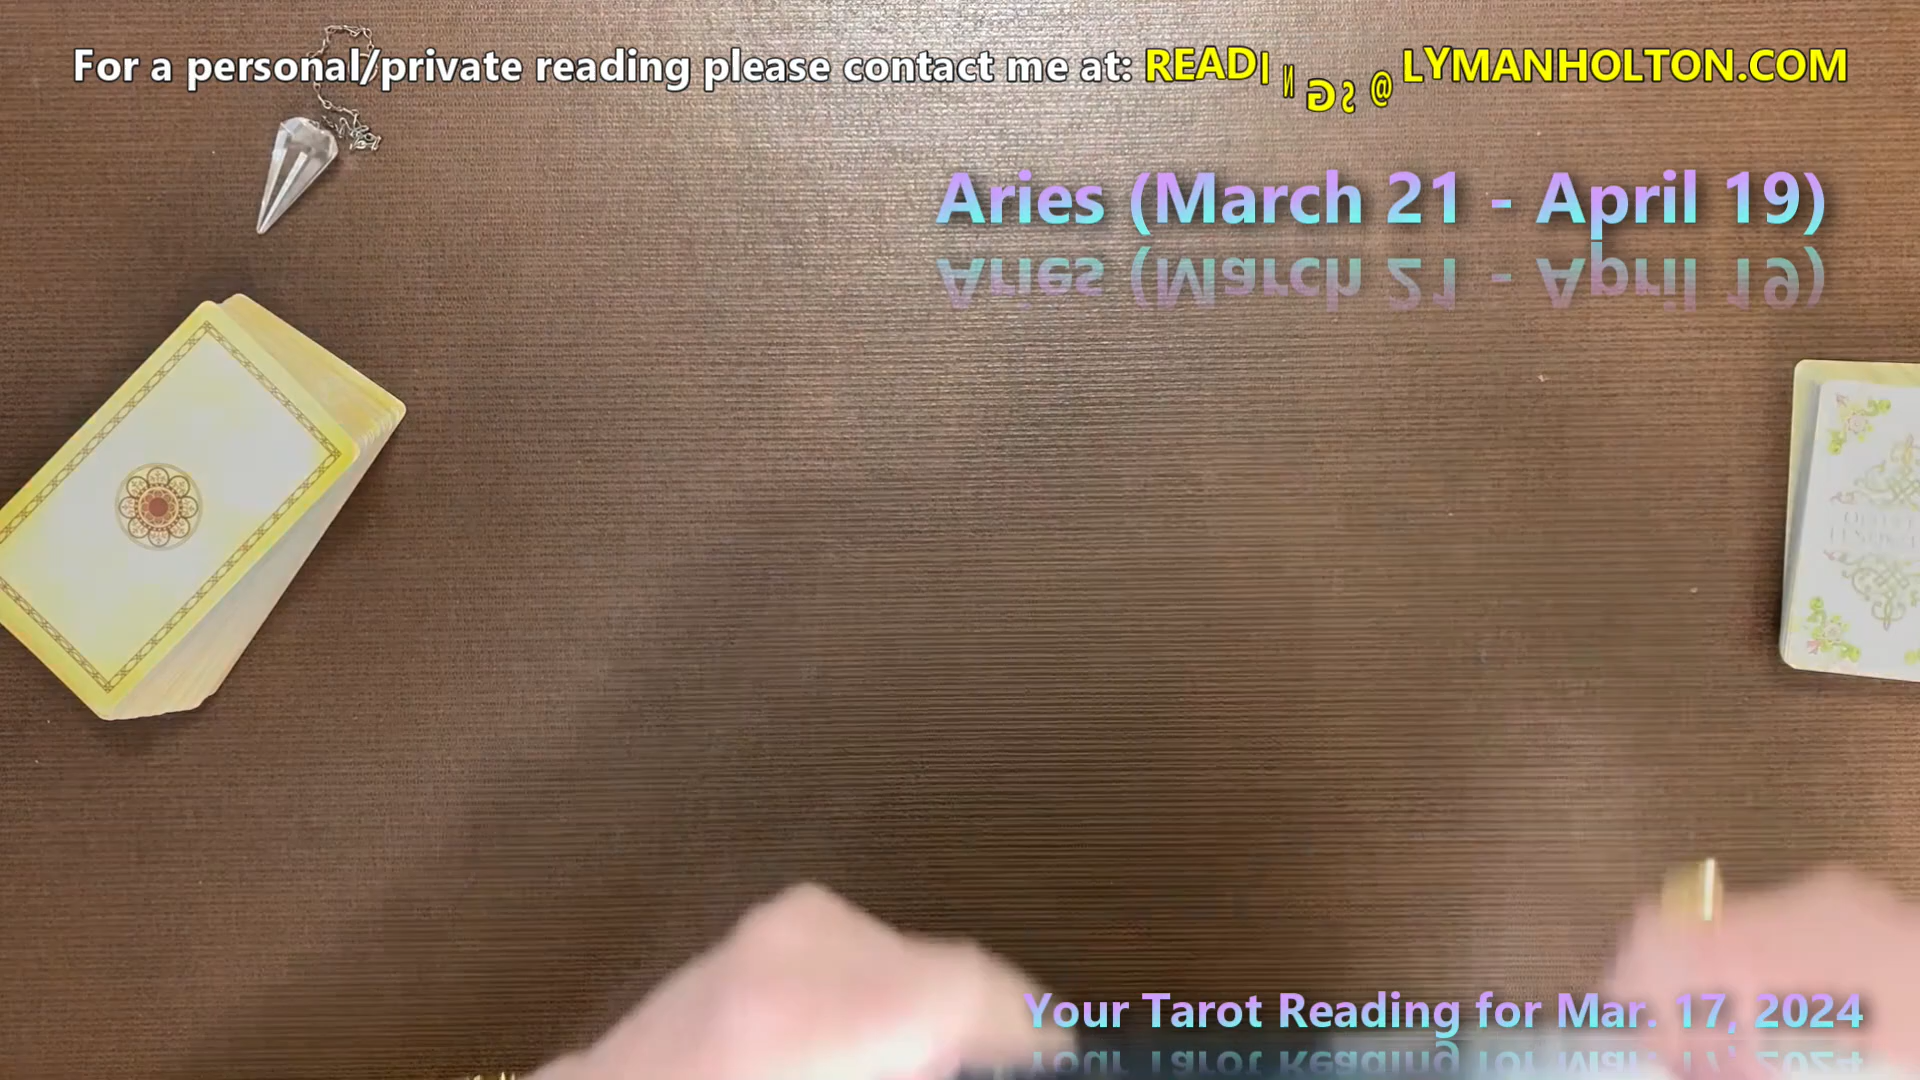 For a personal/private reading please contact me at: READINGS@LYMANHOLTON.COM
Aries (March 21 - April 19)
Your Tarot Reading for Mar. 17, 2024